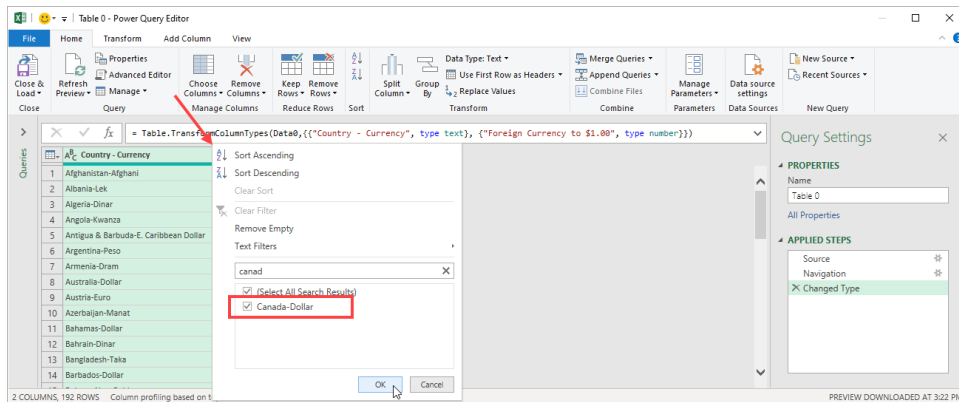 Table 0 - Power Query Editor
File Home Transform Add Column View
Close & Load
Close
Refresh Preview
Properties
Advanced Editor
Manage
Query
Choose Columns
Remove Columns
Manage Columns
Keep Rows
Remove Rows
Reduce Rows
Sort
Split Column
Group By
Data Type: Text
Use First Row as Headers
Replace Values
Transform
Merge Queries
Append Queries
Combine Files
Combine
Manage Parameters
Parameters
Data source settings
Data Sources
New Source
Recent Sources
New Query
fx = Table.TransformColumnTypes(Data0,{{"Country - Currency", type text}, {"Foreign Currency to $1.00", type number}})
Queries
ABC Country - Currency
1 Afghanistan-Afghani
2 Albania-Lek
3 Algeria-Dinar
4 Angola-Kwanza
5 Antigua & Barbuda-E. Caribbean Dollar
6 Argentina-Peso
7 Armenia-Dram
8 Australia-Dollar
9 Austria-Euro
10 Azerbaijan-Manat
11 Bahamas-Dollar
12 Bahrain-Dinar
13 Bangladesh-Taka
14 Barbados-Dollar
Sort Ascending
Sort Descending
Clear Sort
Clear Filter
Remove Empty
Text Filters
canad
(Select All Search Results)
Canada-Dollar
OK Cancel
Query Settings
PROPERTIES
Name
Table 0
All Properties
APPLIED STEPS
Source
Navigation
Changed Type
2 COLUMNS, 192 ROWS Column profiling based on
PREVIEW DOWNLOADED AT 3:22 PM